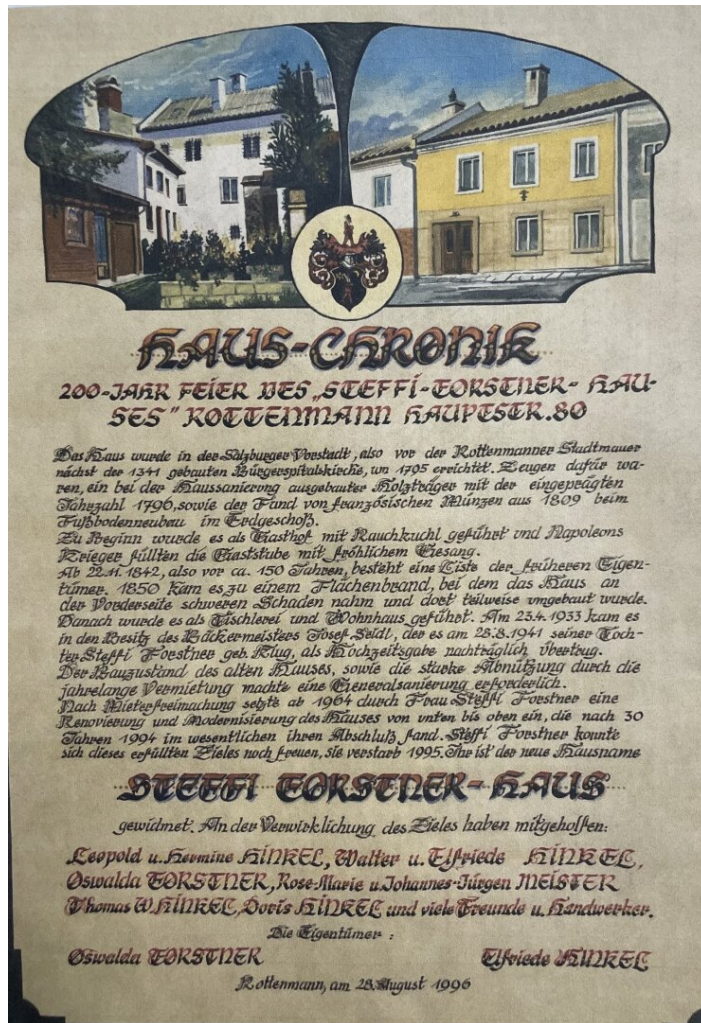 HAUS-CHRONIK
200-JAHR FEIER DES „STEFFI-FORSTNER-HAU-
SES" ROTTENMANN HAUPTSTR.80
Das Haus wurde in der Salzburger Vorstadt, also vor der Rottenmanner Stadtmauer
nächst der 1341 gebauten Bürgerspitalskirche, um 1795 errichtet. Zeugen dafür wa-
ren, ein bei der Haussanierung ausgebauter Holzträger mit der eingeprägten
Jahrzahl 1796, sowie der Fand von französischen Münzen aus 1809 beim
Fußbodenneubau im Erdgeschoß.
Zu Beginn wurde es als Gasthof mit Rauchkuchl geführt und Napoleons
Krieger füllten die Gaststube mit fröhlichem Gesang.
Ab 22.11.1842, also vor ca. 150 Jahren, besteht eine Liste der früheren Eigen-
tümer. 1850 kam es zu einem Flächenbrand, bei dem das Haus an
der Vorderseite schweren Schaden nahm und dort teilweise umgebaut wurde.
Danach wurde es als Tischlerei und Wohnhaus geführt. Am 23.4.1933 kam es
in den Besitz des Bäckermeisters Josef Seidl, der es am 28.8.1941 seiner Toch-
ter Steffi Forstner geb. Klug, als Hochzeitsgabe nachträglich übertrug.
Der Bauzustand des alten Hauses, sowie die starke Abnützung durch die
jahrelange Vermietung machte eine Generalsanierung erforderlich.
Nach Mieterfreimachung setzte ab 1964 durch Frau Steffi Forstner eine
Renovierung und Modernisierung des Hauses von unten bis oben ein, die nach 30
Jahren 1994 im wesentlichen ihren Abschluß fand. Steffi Forstner konnte
sich dieses erfüllten Zieles noch freuen, sie verstarb 1995. Ihr ist der neue Hausname
STEFFI FORSTNER-HAUS
gewidmet. An der Verwirklichung des Zieles haben mitgeholfen:
Leopold u. Hermine HINKEL, Walter u. Elfriede HINKEL,
Oswalda FORSTNER, Rose-Marie u. Johannes-Jürgen MEISTER
Thomas W. HINKEL, Doris HINKEL und viele Freunde u. Handwerker.
Die Eigentümer :
Oswalda FORSTNER Elfriede HINKEL
Rottenmann, am 28. August 1996